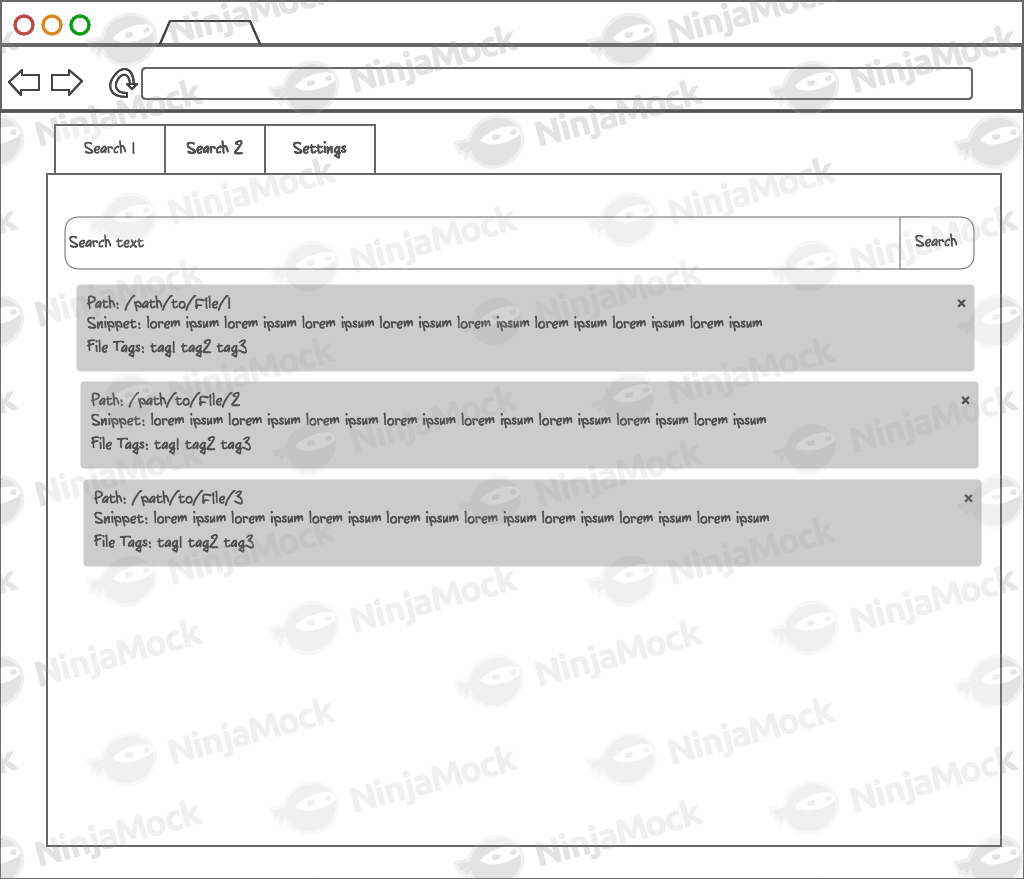 Search 1 Search 2 Settings
Search text Search
Path: /path/to/File/1 ×
Snippet: lorem ipsum lorem ipsum lorem ipsum lorem ipsum lorem ipsum lorem ipsum lorem ipsum lorem ipsum
File Tags: tag1 tag2 tag3
Path: /path/to/File/2 ×
Snippet: lorem ipsum lorem ipsum lorem ipsum lorem ipsum lorem ipsum lorem ipsum lorem ipsum lorem ipsum
File Tags: tag1 tag2 tag3
Path: /path/to/File/3 ×
Snippet: lorem ipsum lorem ipsum lorem ipsum lorem ipsum lorem ipsum lorem ipsum lorem ipsum lorem ipsum
File Tags: tag1 tag2 tag3
NinjaMock